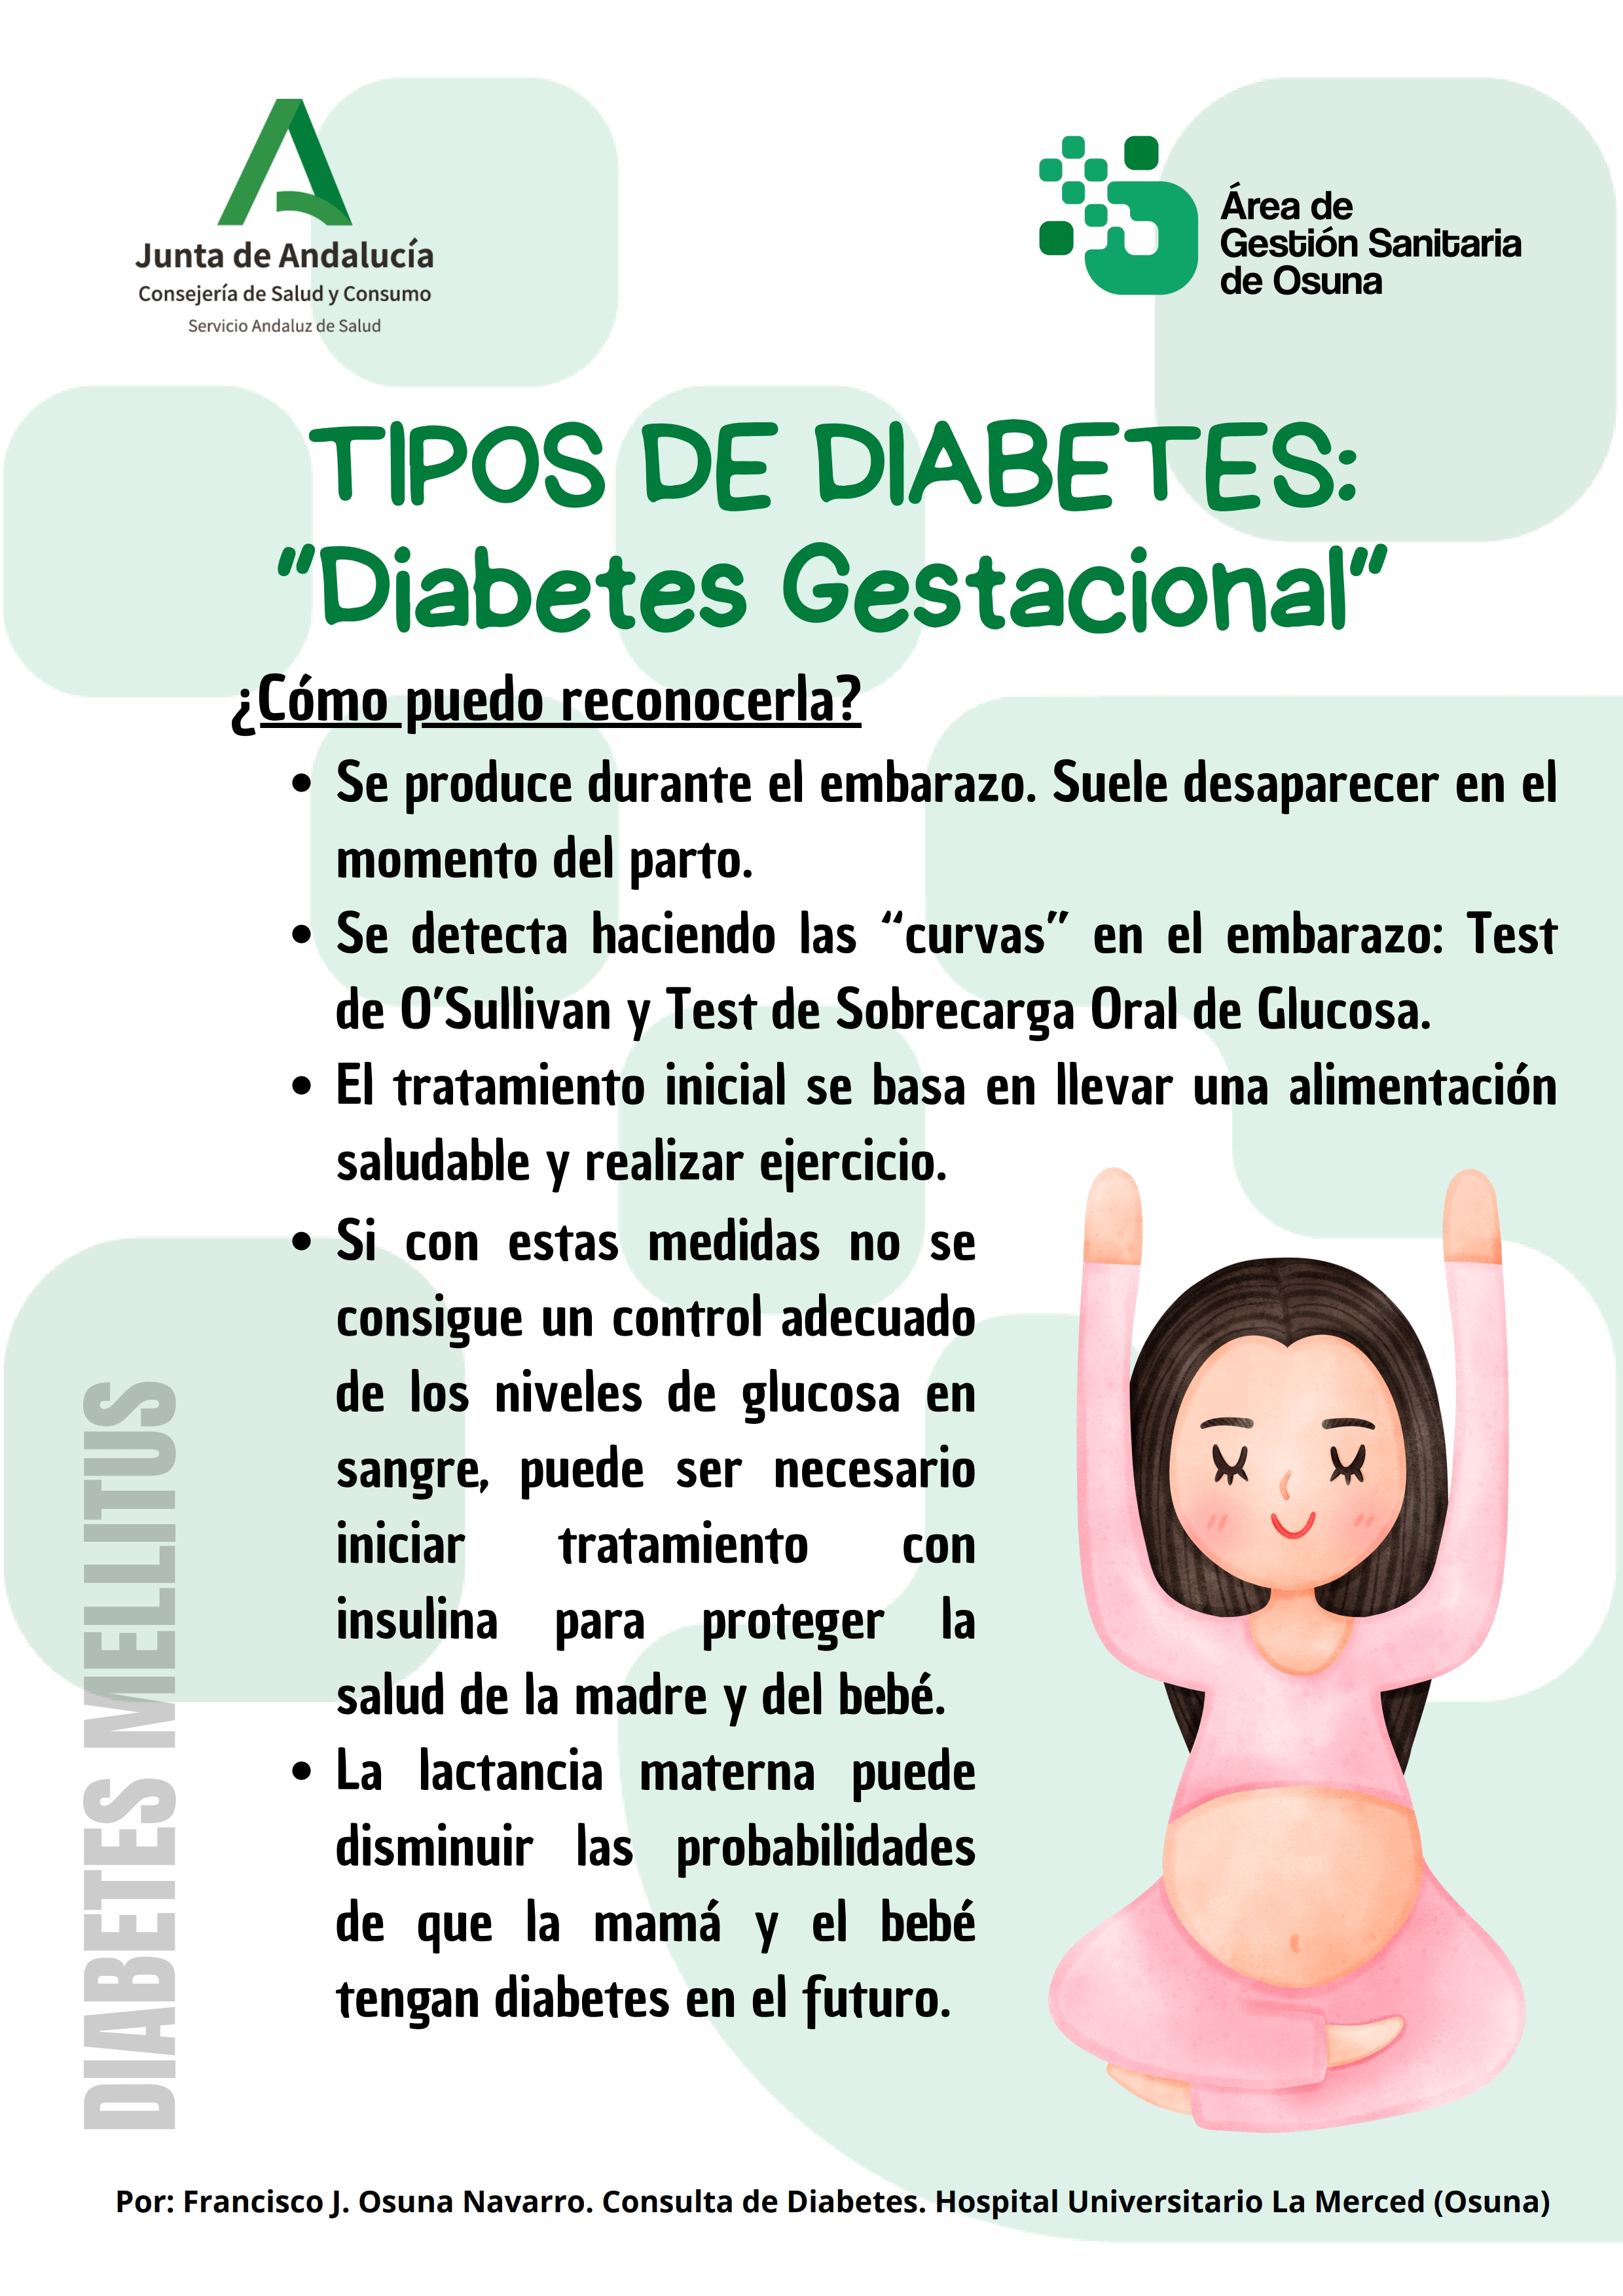 Junta de Andalucía
Consejería de Salud y Consumo
Servicio Andaluz de Salud
Área de
Gestión Sanitaria
de Osuna
TIPOS DE DIABETES:
“Diabetes Gestacional”
¿Cómo puedo reconocerla?
• Se produce durante el embarazo. Suele desaparecer en el
momento del parto.
• Se detecta haciendo las “curvas” en el embarazo: Test
de O’Sullivan y Test de Sobrecarga Oral de Glucosa.
• El tratamiento inicial se basa en llevar una alimentación
saludable y realizar ejercicio.
• Si con estas medidas no se
consigue un control adecuado
de los niveles de glucosa en
sangre, puede ser necesario
iniciar tratamiento con
insulina para proteger la
salud de la madre y del bebé.
• La lactancia materna puede
disminuir las probabilidades
de que la mamá y el bebé
tengan diabetes en el futuro.
DIABETES MELLITUS
Por: Francisco J. Osuna Navarro. Consulta de Diabetes. Hospital Universitario La Merced (Osuna)